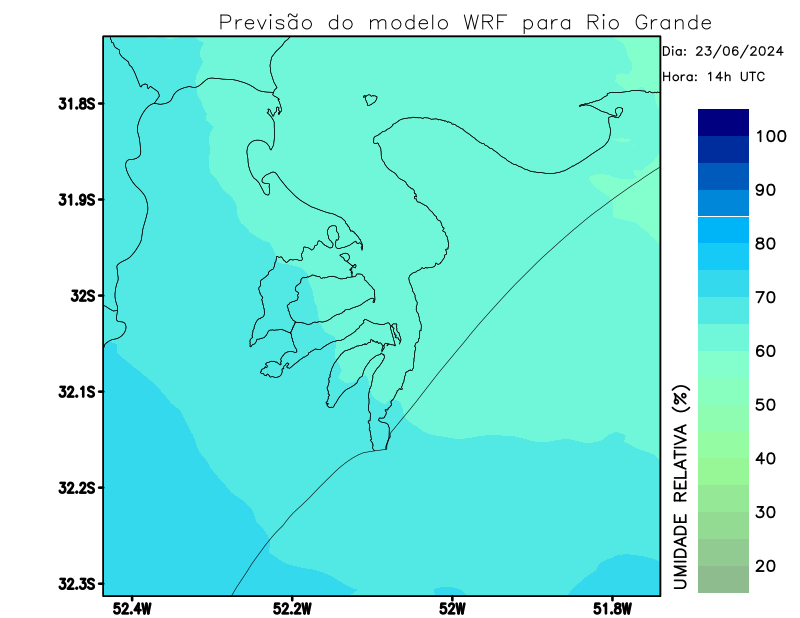 Previsão do modelo WRF para Rio Grande
Dia: 23/06/2024
Hora: 14h UTC
31.8S
31.9S
32S
32.1S
32.2S
32.3S
52.4W
52.2W
52W
51.8W
UMIDADE RELATIVA (%)
100
90
80
70
60
50
40
30
20